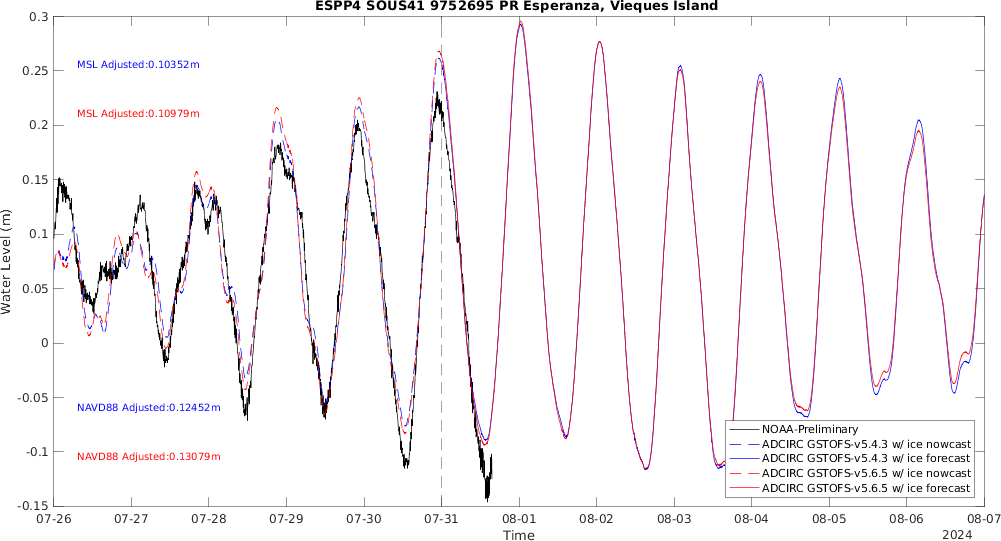 ESPP4 SOUS41 9752695 PR Esperanza, Vieques Island
0.3
0.25
0.2
0.15
0.1
0.05
0
-0.05
-0.1
-0.15
Water Level (m)
MSL Adjusted:0.10352m
MSL Adjusted:0.10979m
NAVD88 Adjusted:0.12452m
NAVD88 Adjusted:0.13079m
NOAA-Preliminary
ADCIRC GSTOFS-v5.4.3 w/ ice nowcast
ADCIRC GSTOFS-v5.4.3 w/ ice forecast
ADCIRC GSTOFS-v5.6.5 w/ ice nowcast
ADCIRC GSTOFS-v5.6.5 w/ ice forecast
07-26 07-27 07-28 07-29 07-30 07-31 08-01 08-02 08-03 08-04 08-05 08-06 08-07
Time
2024